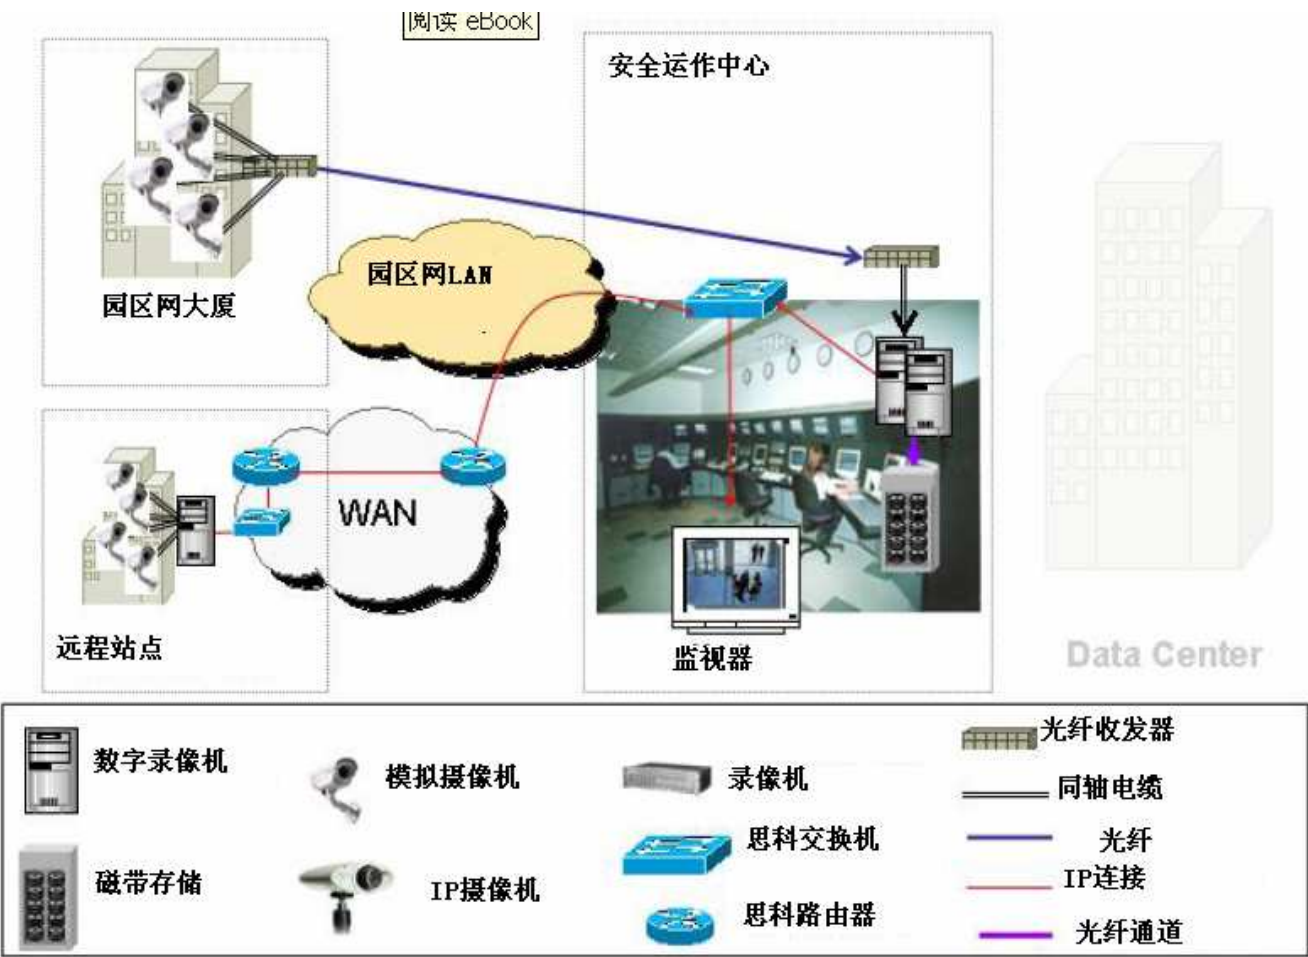 阅读 eBook
安全运作中心
园区网LAN
园区网大厦
WAN
远程站点
监视器
Data Center
数字录像机
模拟摄像机
录像机
光纤收发器
同轴电缆
思科交换机
光纤
磁带存储
IP摄像机
IP连接
思科路由器
光纤通道